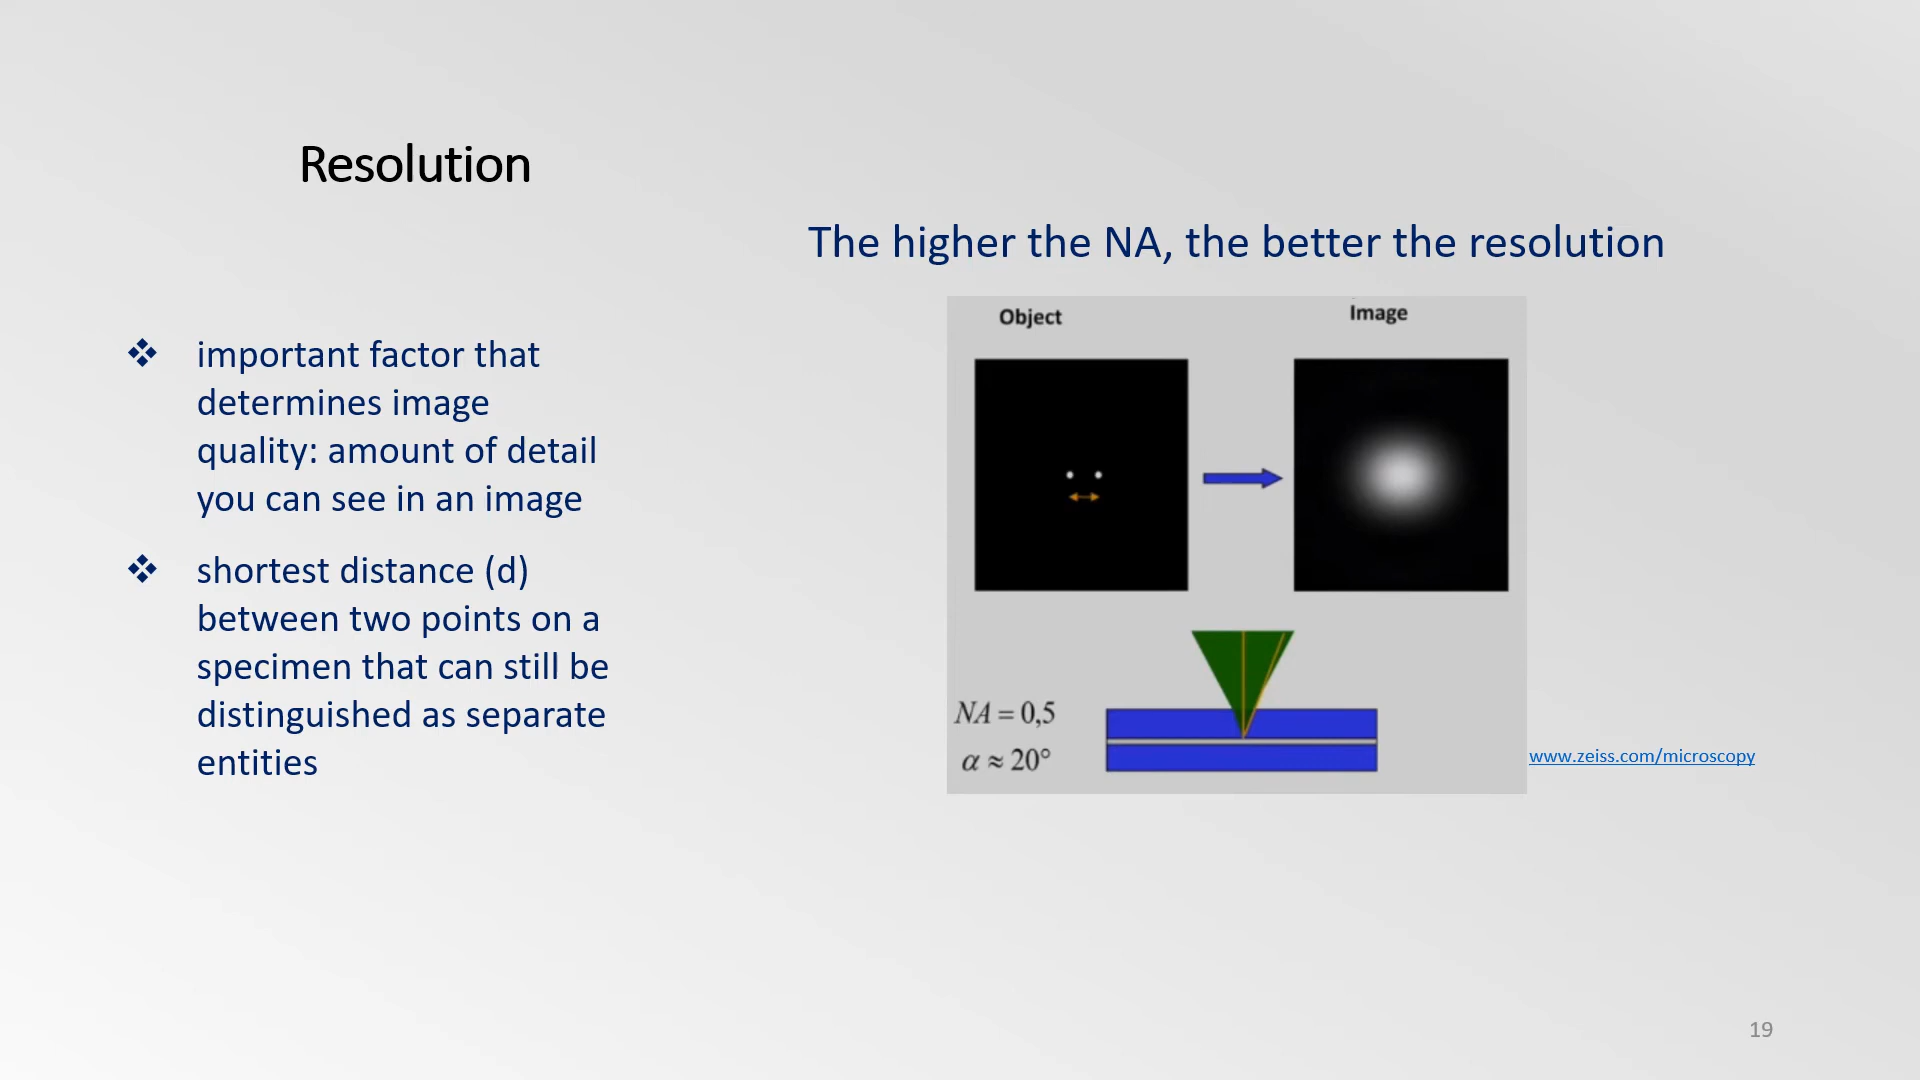 Resolution
The higher the NA, the better the resolution
❖ important factor that
determines image
quality: amount of detail
you can see in an image
❖ shortest distance (d)
between two points on a
specimen that can still be
distinguished as separate
entities
Object
Image
NA = 0,5
α ≈ 20°
www.zeiss.com/microscopy
19